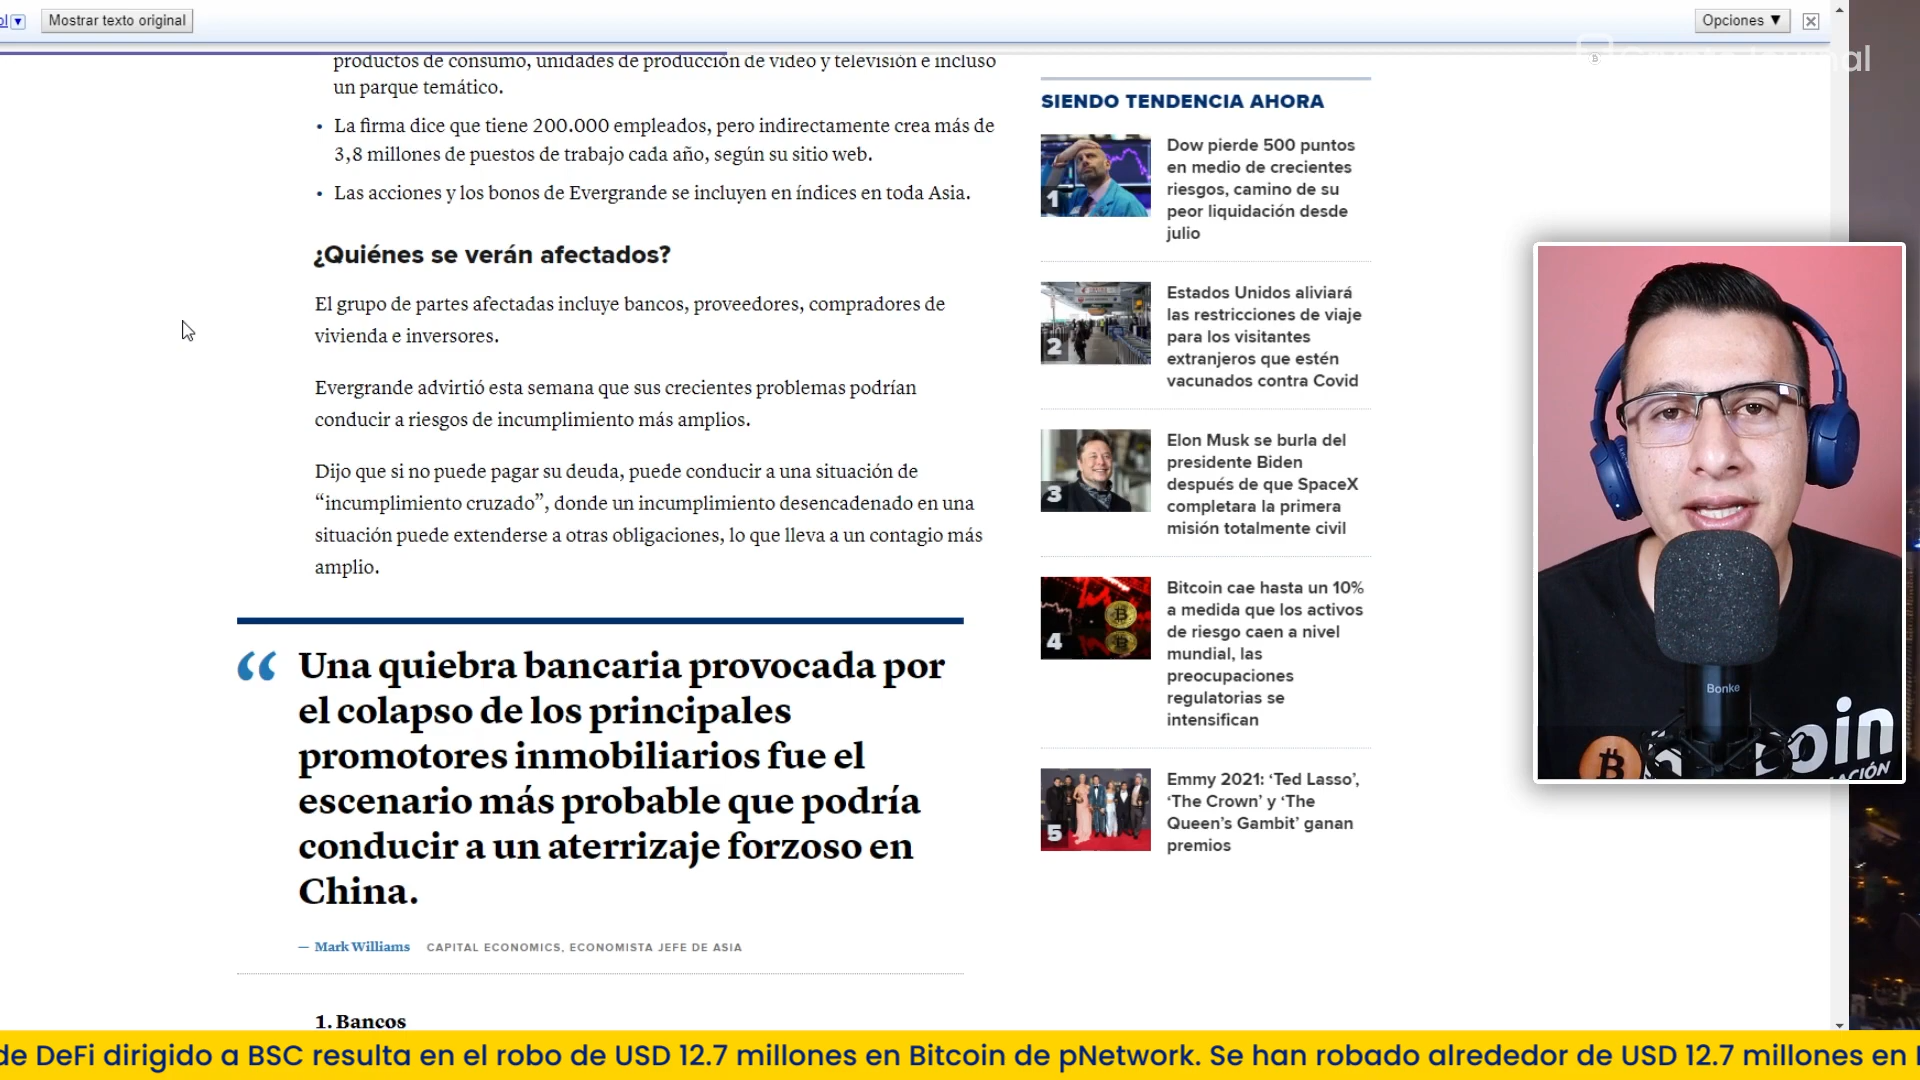 Mostrar texto original
Opciones ▼
productos de consumo, unidades de producción de video y televisión e incluso
un parque temático.
• La firma dice que tiene 200.000 empleados, pero indirectamente crea más de
3,8 millones de puestos de trabajo cada año, según su sitio web.
• Las acciones y los bonos de Evergrande se incluyen en índices en toda Asia.
¿Quiénes se verán afectados?
El grupo de partes afectadas incluye bancos, proveedores, compradores de
vivienda e inversores.
Evergrande advirtió esta semana que sus crecientes problemas podrían
conducir a riesgos de incumplimiento más amplios.
Dijo que si no puede pagar su deuda, puede conducir a una situación de
“incumplimiento cruzado”, donde un incumplimiento desencadenado en una
situación puede extenderse a otras obligaciones, lo que lleva a un contagio más
amplio.
“ Una quiebra bancaria provocada por
el colapso de los principales
promotores inmobiliarios fue el
escenario más probable que podría
conducir a un aterrizaje forzoso en
China.
— Mark Williams CAPITAL ECONOMICS, ECONOMISTA JEFE DE ASIA
1. Bancos
SIENDO TENDENCIA AHORA
1
Dow pierde 500 puntos
en medio de crecientes
riesgos, camino de su
peor liquidación desde
julio
2
Estados Unidos aliviará
las restricciones de viaje
para los visitantes
extranjeros que estén
vacunados contra Covid
3
Elon Musk se burla del
presidente Biden
después de que SpaceX
completara la primera
misión totalmente civil
4
Bitcoin cae hasta un 10%
a medida que los activos
de riesgo caen a nivel
mundial, las
preocupaciones
regulatorias se
intensifican
5
Emmy 2021: ‘Ted Lasso’,
‘The Crown’ y ‘The
Queen’s Gambit’ ganan
premios
Bonke
de DeFi dirigido a BSC resulta en el robo de USD 12.7 millones en Bitcoin de pNetwork. Se han robado alrededor de USD 12.7 millones en